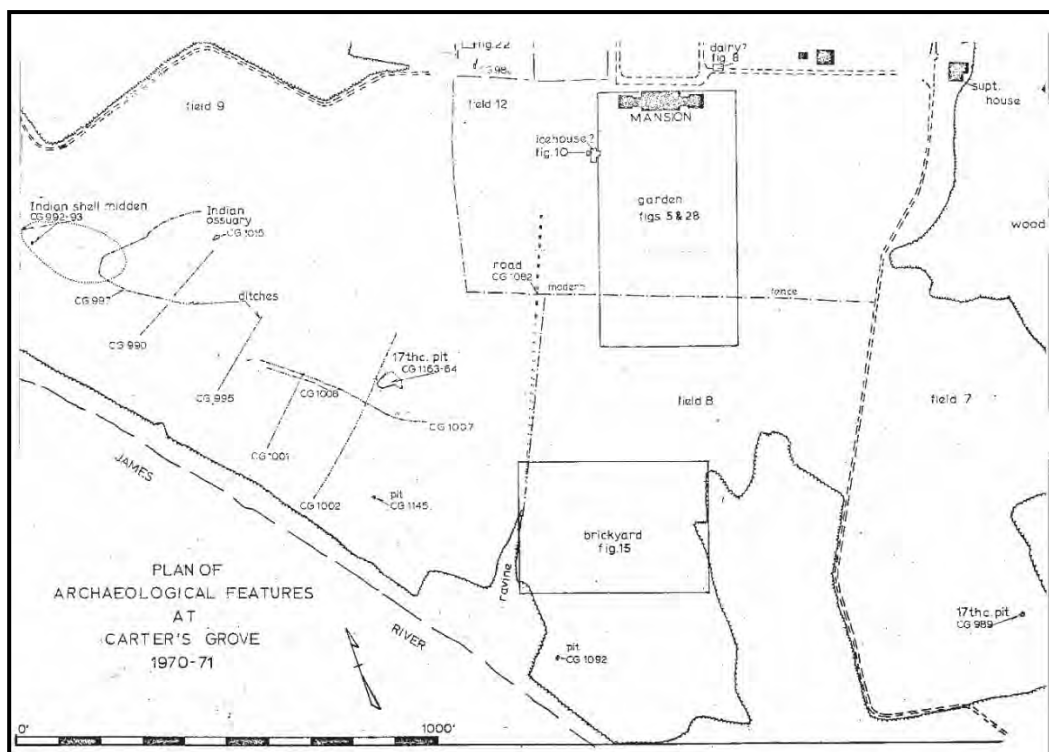 fig.22
CG98
dairy?
fig. 8
supt.
house
field 9
field 12
MANSION
icehouse?
fig. 10
garden
figs. 5 & 28
wood
Indian shell midden
CG 992-93
Indian
ossuary
CG 1015
road
CG 1082
modern
fence
CG 997
ditches
CG 990
17thc. pit
CG 1163-64
CG 995
CG 1008
CG 1007
field 8
field 7
CG 1001
CG 1002
pit
CG 1145
JAMES
RIVER
brickyard
fig. 15
ravine
PLAN OF
ARCHAEOLOGICAL FEATURES
AT
CARTER'S GROVE
1970-71
pit
CG 1092
17thc. pit
CG 989
0'
1000'